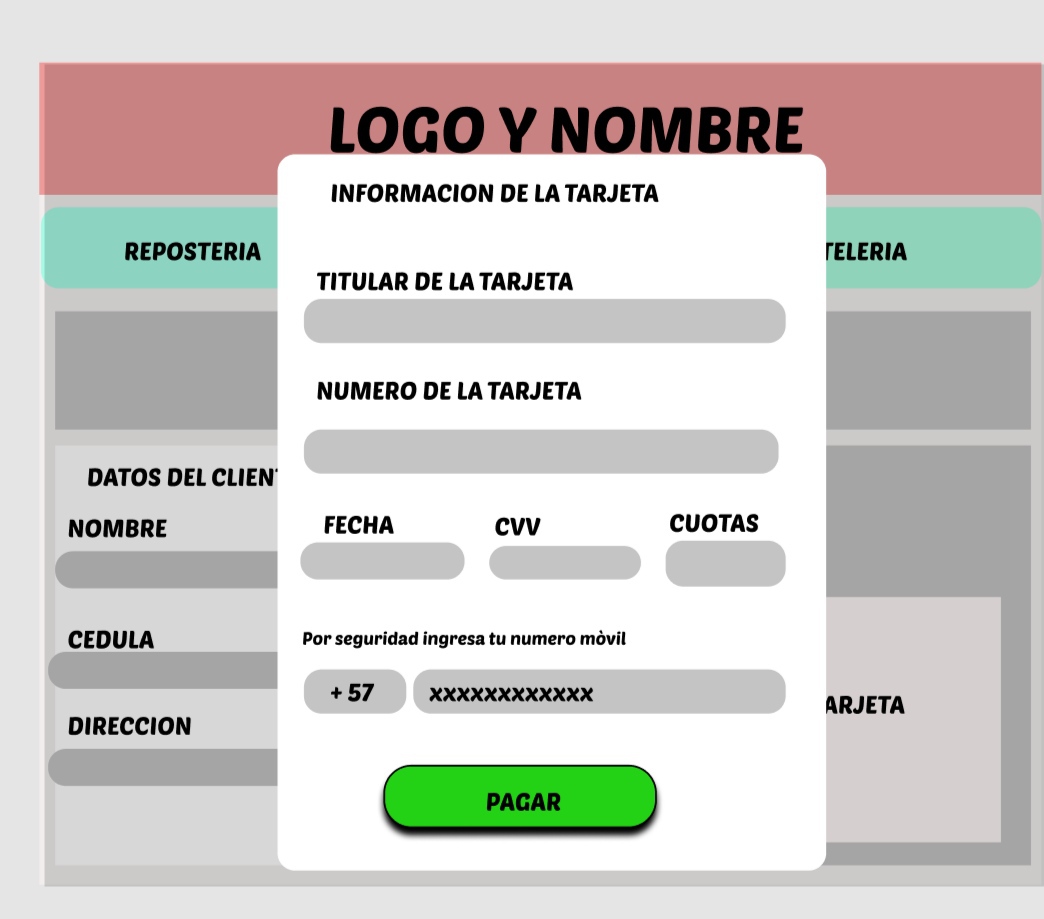 LOGO Y NOMBRE
INFORMACION DE LA TARJETA
REPOSTERIA
TELERIA
TITULAR DE LA TARJETA
NUMERO DE LA TARJETA
DATOS DEL CLIENT
NOMBRE
FECHA
CVV
CUOTAS
CEDULA
Por seguridad ingresa tu numero mòvil
+ 57
xxxxxxxxxxxx
DIRECCION
ARJETA
PAGAR